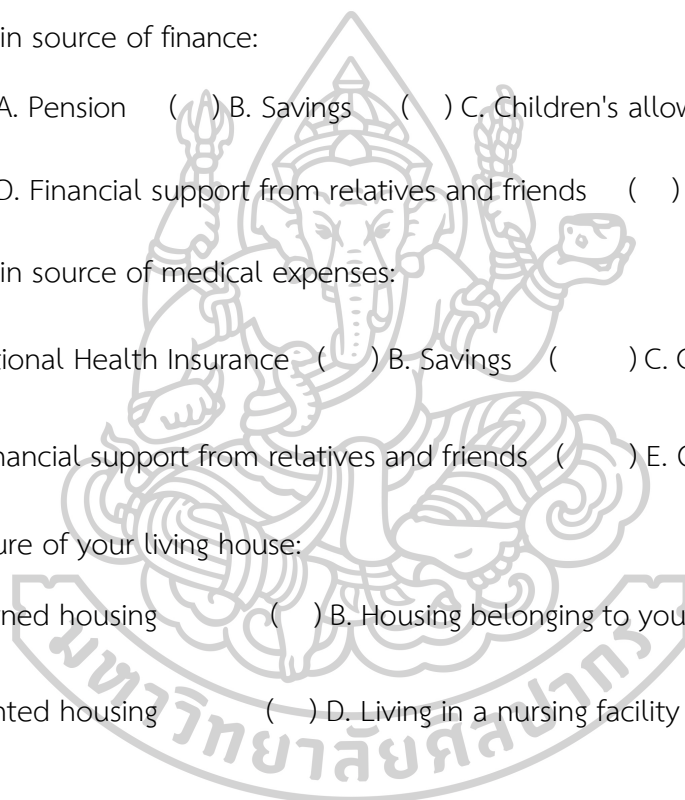 in source of finance:
A. Pension ( ) B. Savings ( ) C. Children's allow
D. Financial support from relatives and friends ( )
in source of medical expenses:
tional Health Insurance ( ) B. Savings ( ) C. C
nancial support from relatives and friends ( ) E. O
ure of your living house:
ned housing ( ) B. Housing belonging to you
nted housing ( ) D. Living in a nursing facility
มหาวิทยาลัยศิลปากร